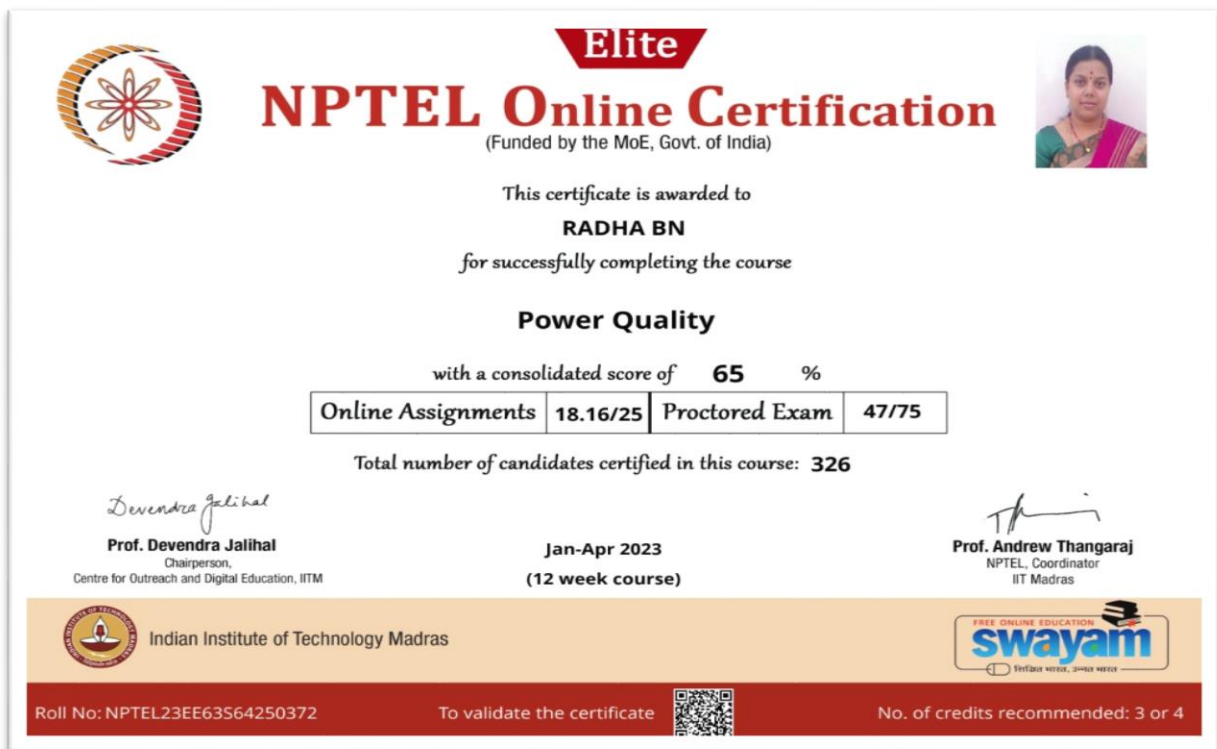 Elite
NPTEL Online Certification
(Funded by the MoE, Govt. of India)
This certificate is awarded to
RADHA BN
for successfully completing the course
Power Quality
with a consolidated score of 65 %
Online Assignments 18.16/25 Proctored Exam 47/75
Total number of candidates certified in this course: 326
Devendra Jalihal
Prof. Devendra Jalihal
Chairperson,
Centre for Outreach and Digital Education, IITM
Jan-Apr 2023
(12 week course)
Prof. Andrew Thangaraj
NPTEL, Coordinator
IIT Madras
Indian Institute of Technology Madras
FREE ONLINE EDUCATION
swayam
शिक्षित भारत, उन्नत भारत
Roll No: NPTEL23EE63S64250372 To validate the certificate No. of credits recommended: 3 or 4